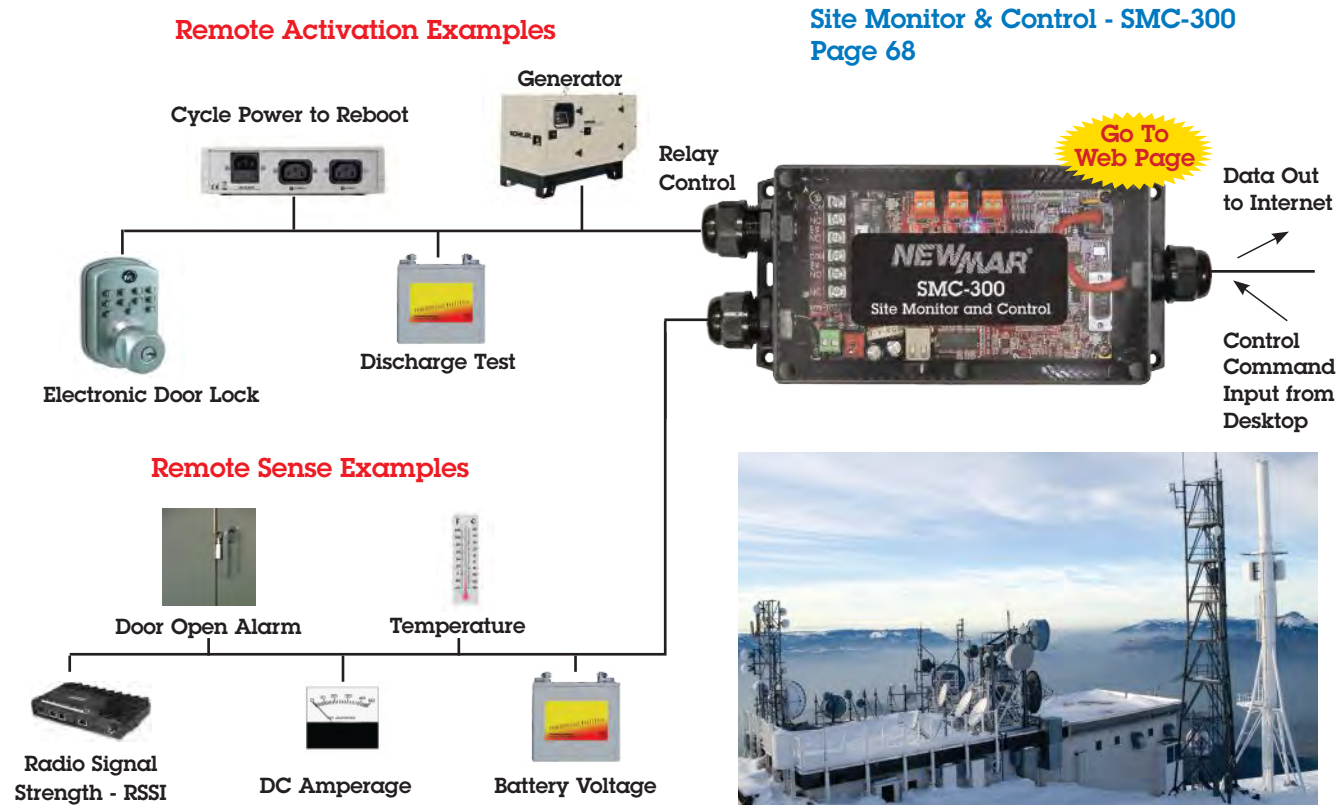 Remote Activation Examples
Site Monitor & Control - SMC-300
Page 68
Generator
Cycle Power to Reboot
KOHLER
Relay
Control
Go To
Web Page
Data Out
to Internet
NEWMAR
SMC-300
Site Monitor and Control
Electronic Door Lock
Discharge Test
Control
Command
Input from
Desktop
Remote Sense Examples
F C
Door Open Alarm
Temperature
Radio Signal
Strength - RSSI
DC Amperage
Battery Voltage